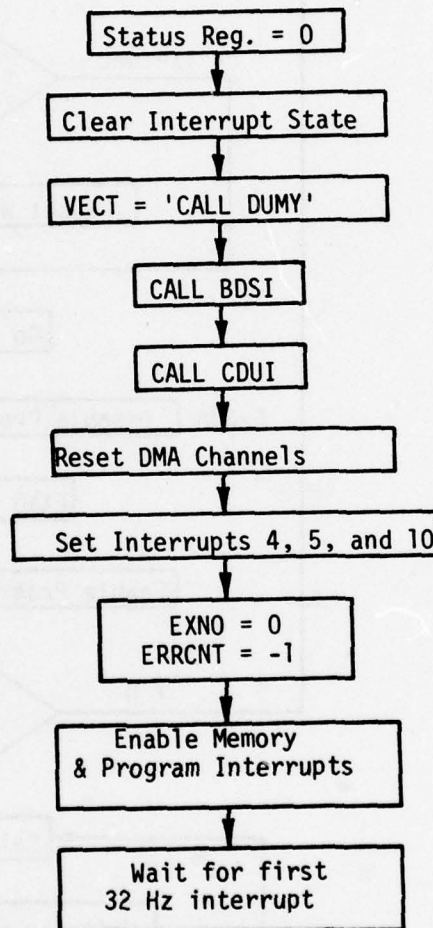 Status Reg. = 0
Clear Interrupt State
VECT = 'CALL DUMY'
CALL BDSI
CALL CDUI
Reset DMA Channels
Set Interrupts 4, 5, and 10
EXNO = 0
ERRCNT = -1
Enable Memory
& Program Interrupts
Wait for first
32 Hz interrupt